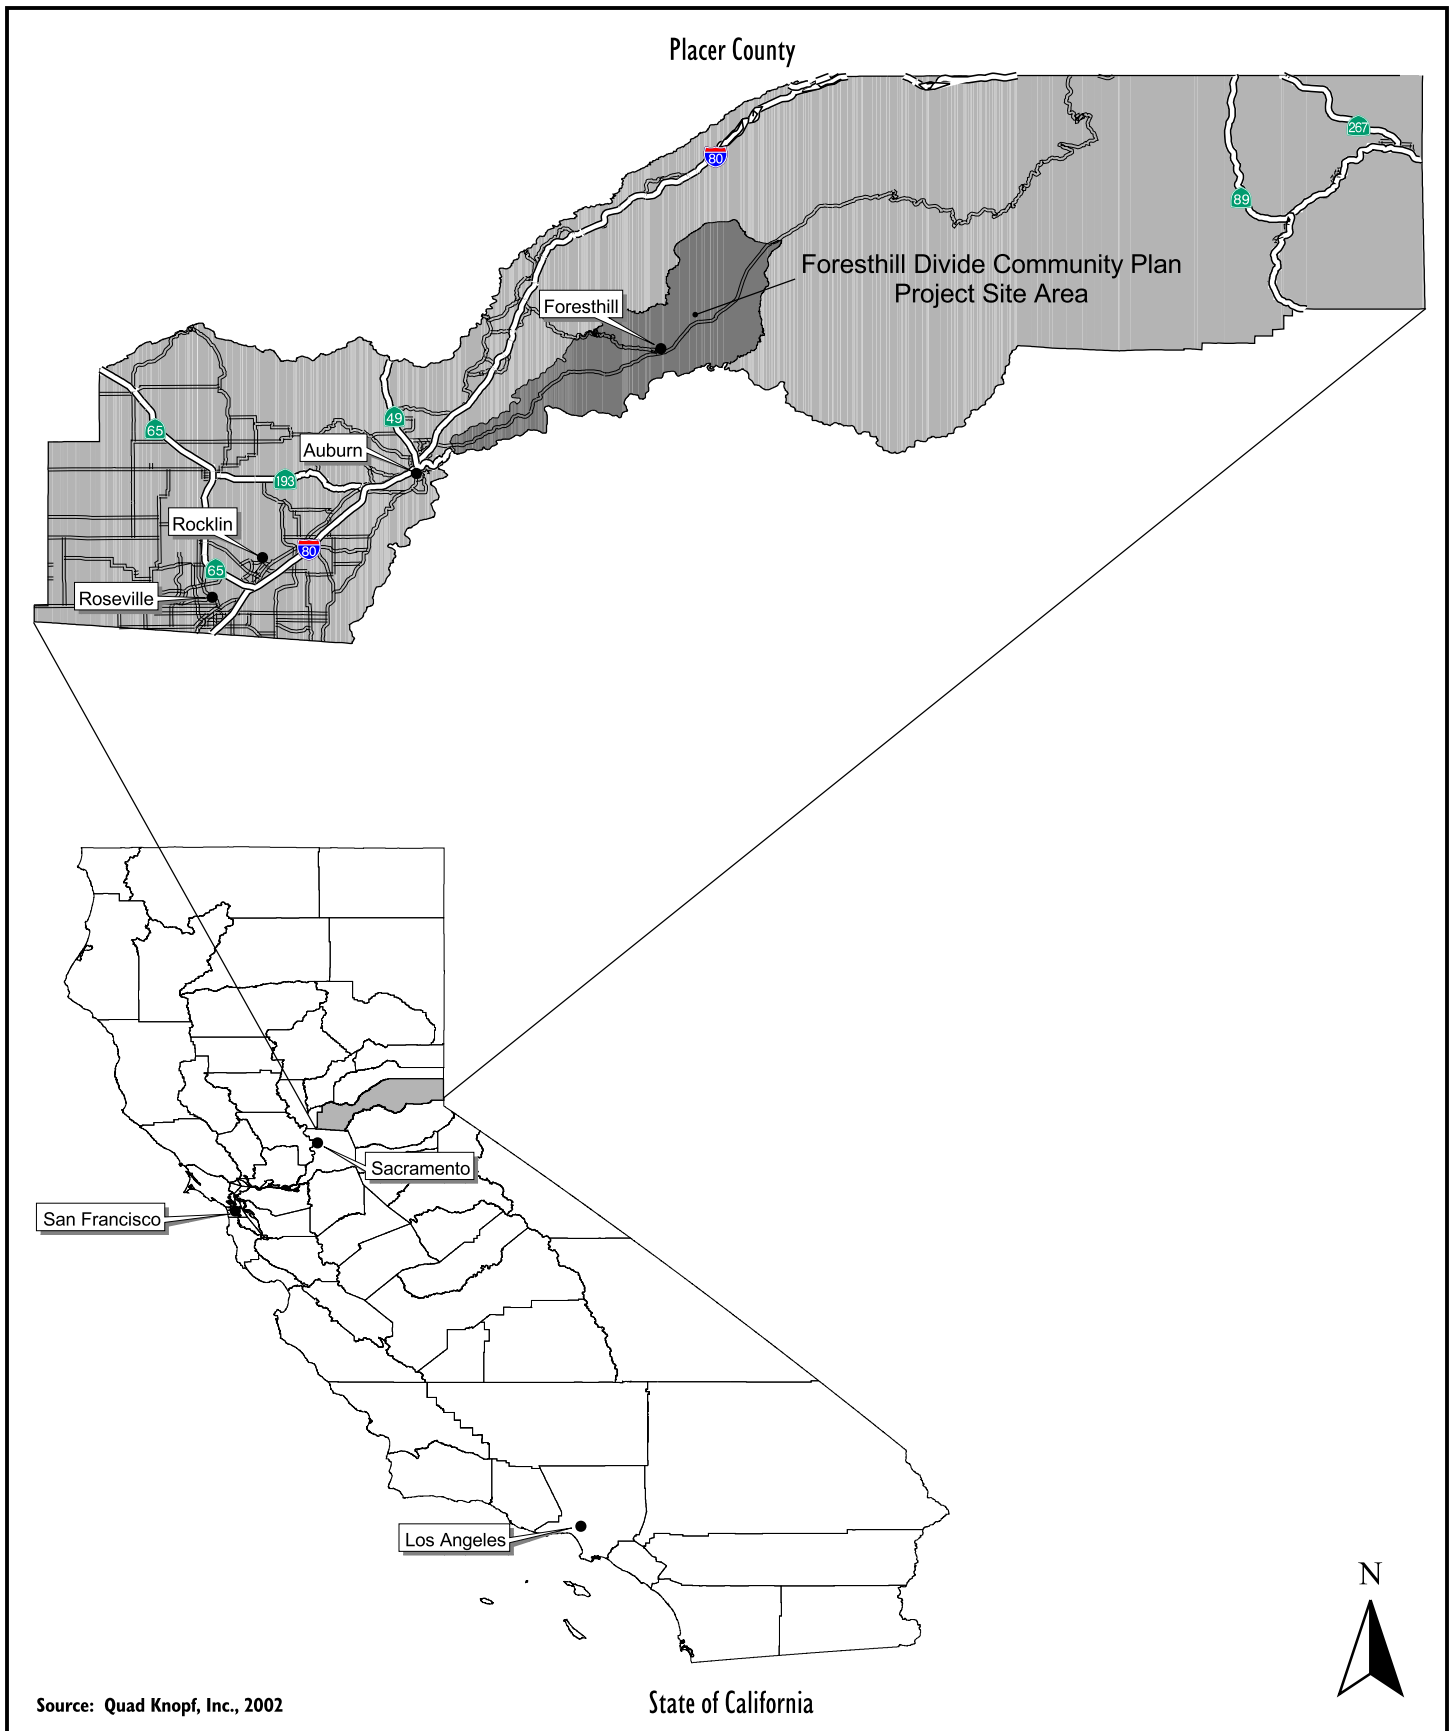 Placer County
267
80
89
Foresthill Divide Community Plan
Project Site Area
Foresthill
49
65
Auburn
193
Rocklin
80
65
Roseville
Sacramento
San Francisco
Los Angeles
N
Source: Quad Knopf, Inc., 2002
State of California